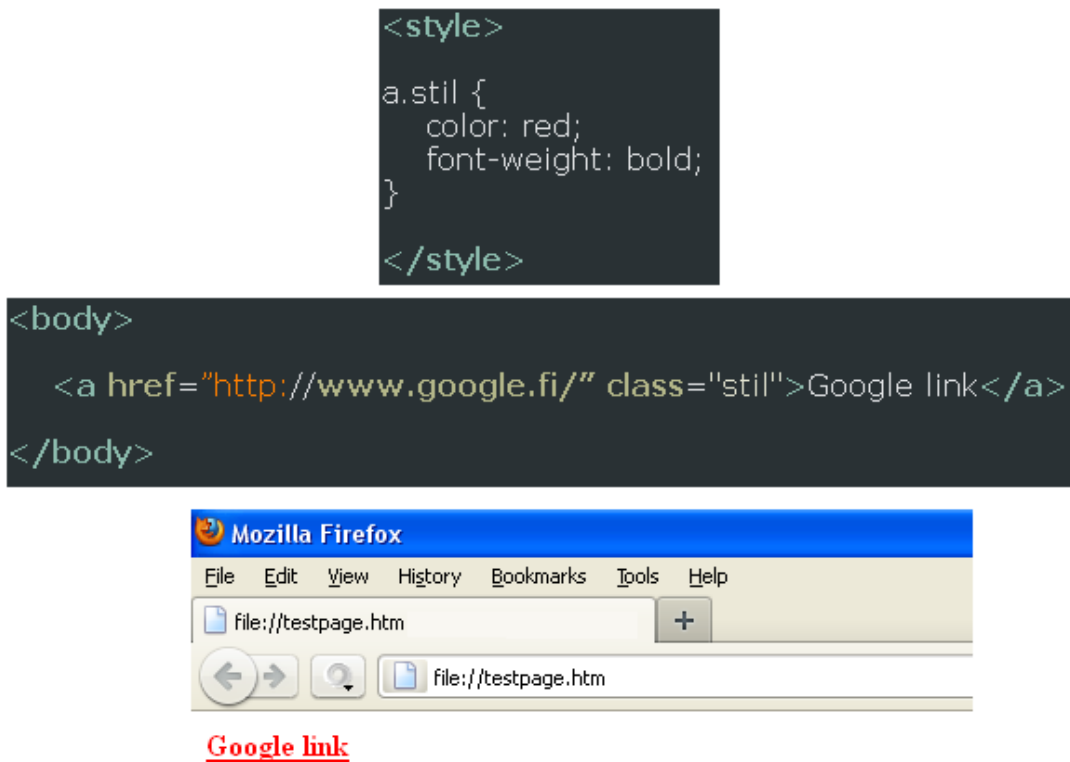 <style>
a.stil {
color: red;
font-weight: bold;
}
</style>
<body>
<a href=”http://www.google.fi/” class="stil">Google link</a>
</body>
Mozilla Firefox
File Edit View History Bookmarks Tools Help
file://testpage.htm +
file://testpage.htm
Google link